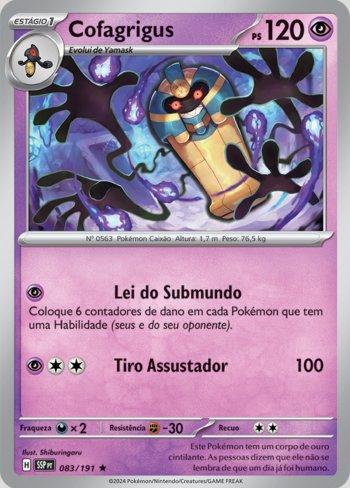 ESTÁGIO 1
Cofagrigus
PS 120
Evolui de Yamask
Nº 0563 Pokémon Caixão Altura: 1,7 m Peso: 76,5 kg
Lei do Submundo
Coloque 6 contadores de dano em cada Pokémon que tem
uma Habilidade (seus e do seu oponente).
Tiro Assustador 100
Fraqueza ×2 Resistência -30 Recuo
Ilust. Shiburingaru
H SSP PT 083/191
Este Pokémon tem um corpo de ouro
autêntico. As pessoas dizem que ele não se
lembra de que um dia já foi humano.
©2024 Pokémon/Nintendo/Creatures/GAME FREAK